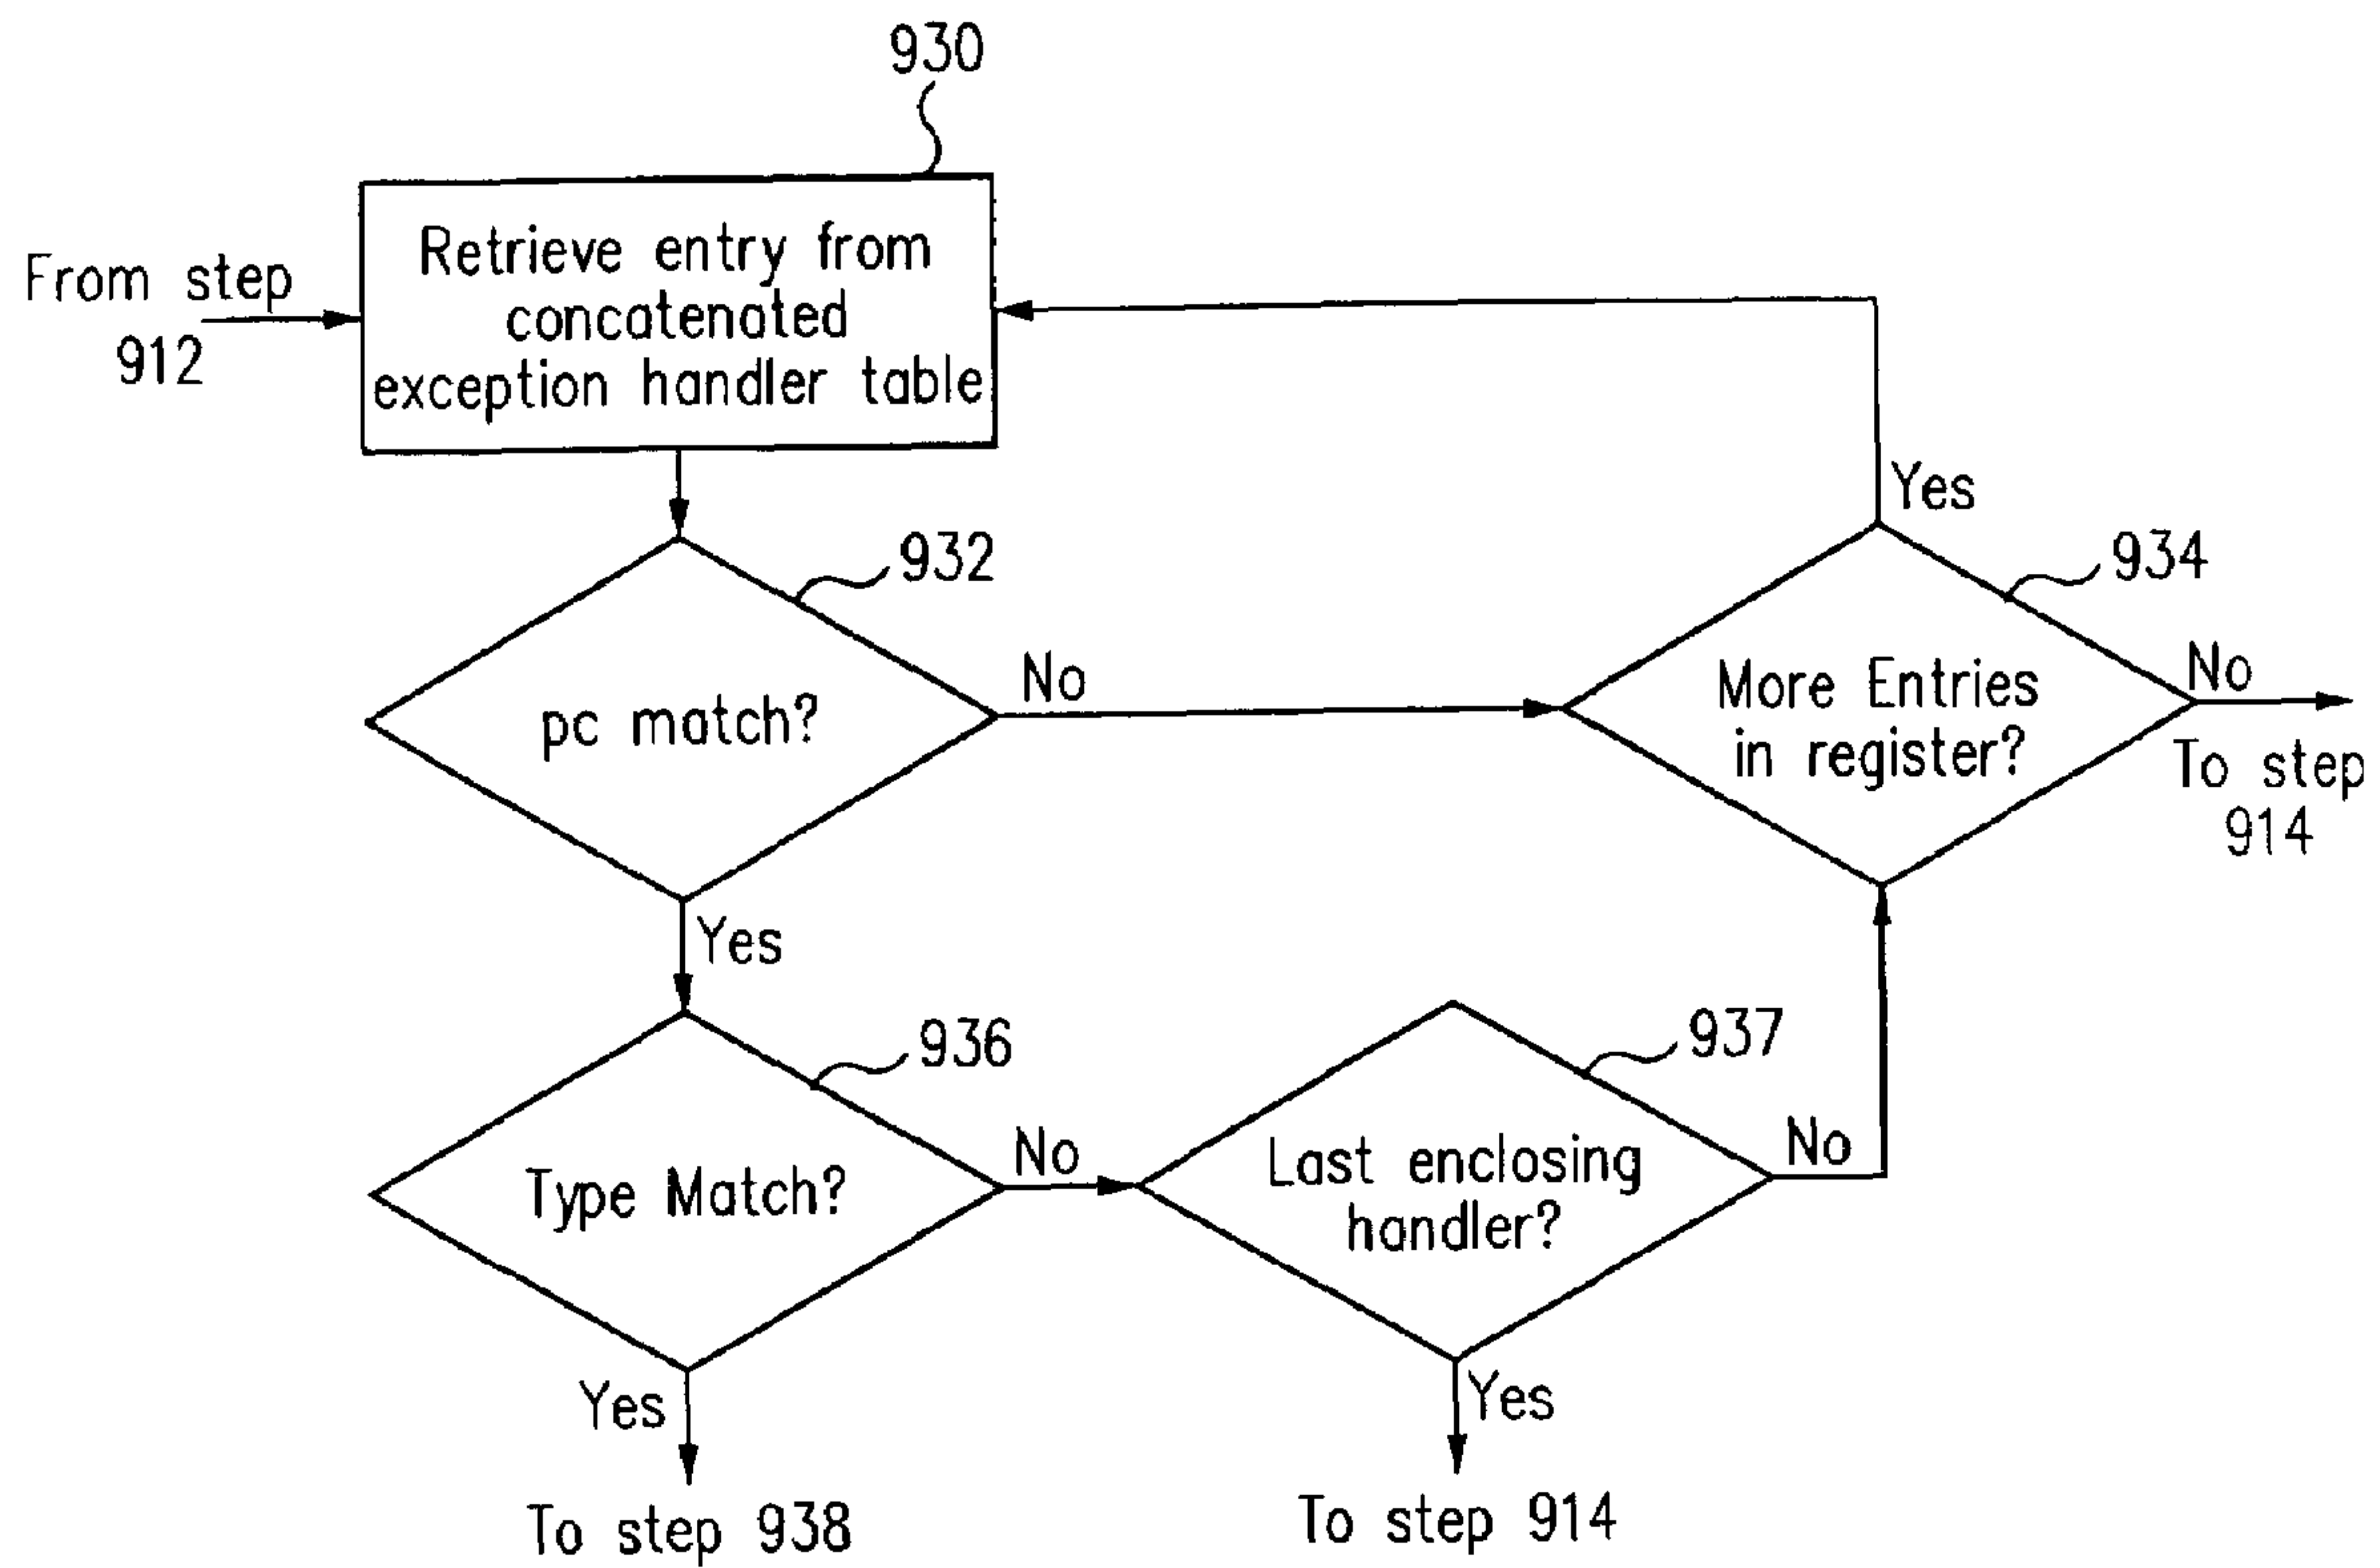 930
Retrieve entry from
concatenated
exception handler table
From step
912
Yes
932
934
No
No
pc match?
More Entries
in register?
To step
914
Yes
936
937
No
No
Type Match?
Last enclosing
handler?
Yes
Yes
To step 938
To step 914